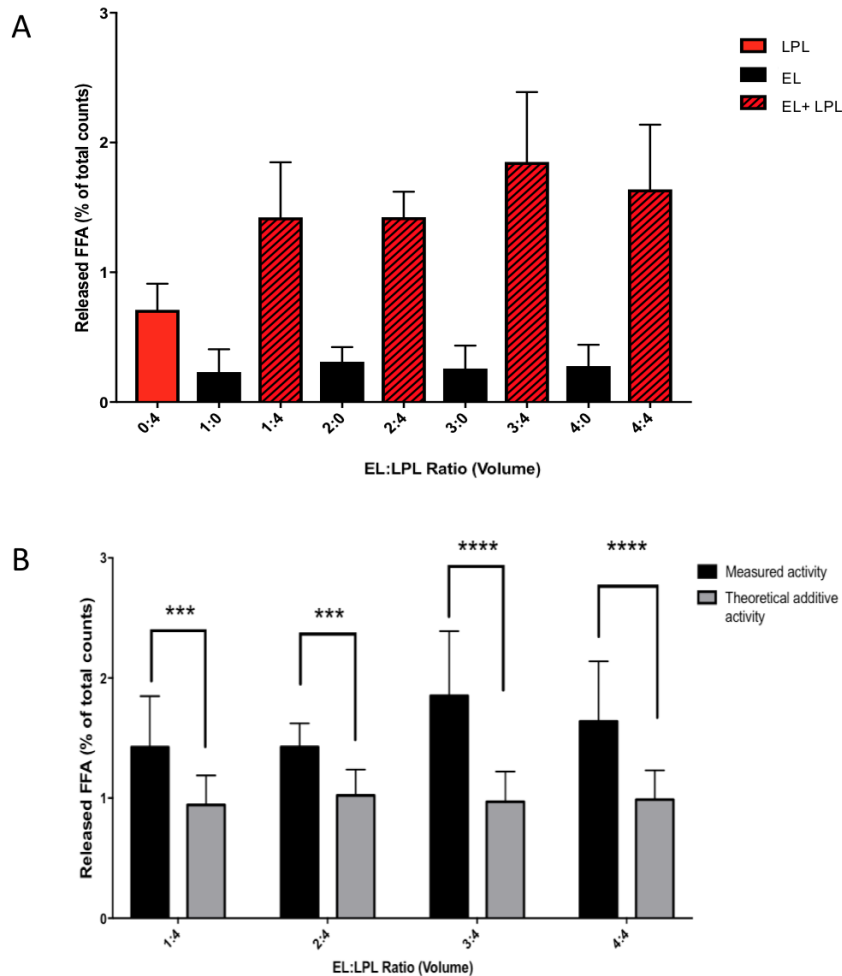 A
3
2
1
0
Released FFA (% of total counts)
0:4
1:0
1:4
2:0
2:4
3:0
3:4
4:0
4:4
EL:LPL Ratio (Volume)
LPL
EL
EL+ LPL
B
3
2
1
0
Released FFA (% of total counts)
***
***
****
****
1:4
2:4
3:4
4:4
EL:LPL Ratio (Volume)
Measured activity
Theoretical additive
activity